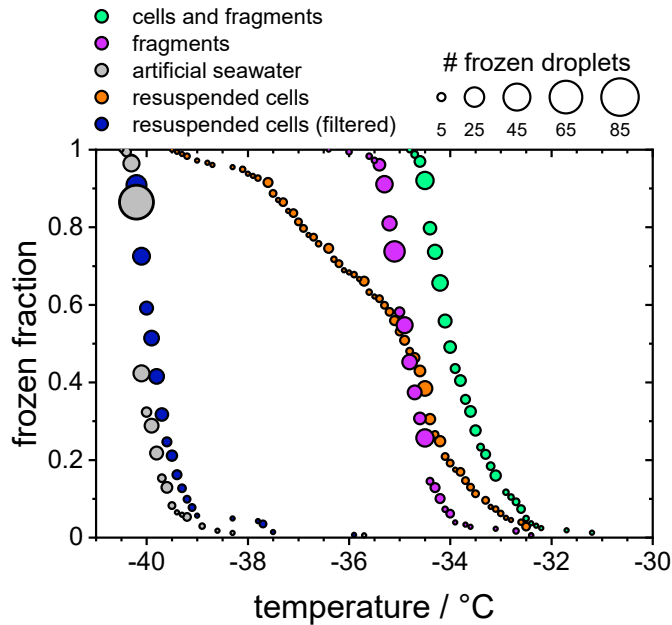 cells and fragments
fragments
artificial seawater
resuspended cells
resuspended cells (filtered)
# frozen droplets
5 25 45 65 85
1
0.8
0.6
0.4
0.2
0
frozen fraction
-40 -38 -36 -34 -32 -30
temperature / °C